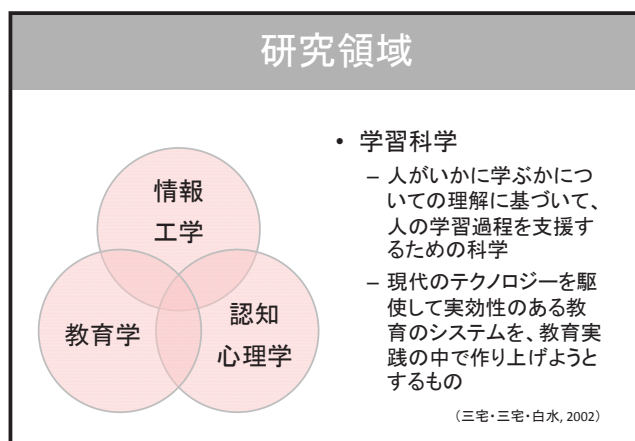 研究領域
情報
工学
教育学
認知
心理学
• 学習科学
– 人がいかに学ぶかにつ
いての理解に基づいて、
人の学習過程を支援す
るための科学
– 現代のテクノロジーを駆
使して実効性のある教
育のシステムを、教育実
践の中で作り上げようと
するもの
（三宅・三宅・白水, 2002）